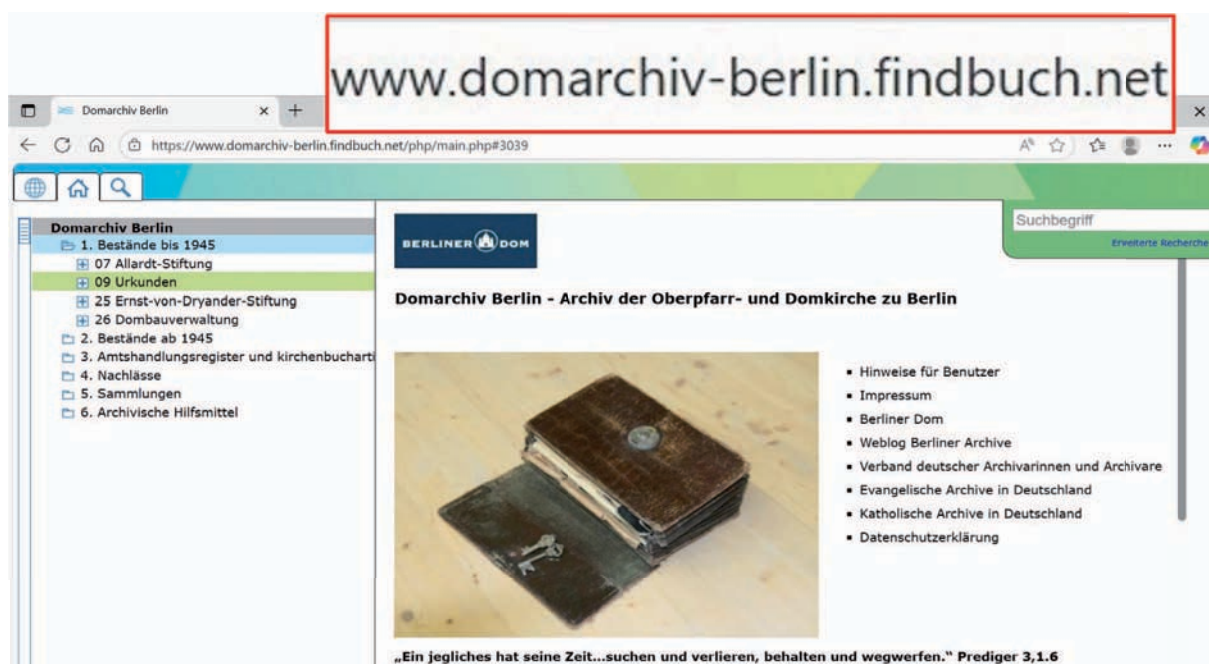 www.domarchiv-berlin.findbuch.net
Domarchiv Berlin
https://www.domarchiv-berlin.findbuch.net/php/main.php#3039
Suchbegriff
Erweiterte Recherche
Domarchiv Berlin
1. Bestände bis 1945
07 Allardt-Stiftung
09 Urkunden
25 Ernst-von-Dryander-Stiftung
26 Dombauverwaltung
2. Bestände ab 1945
3. Amtshandlungsregister und kirchenbucharti
4. Nachlässe
5. Sammlungen
6. Archivische Hilfsmittel
BERLINER DOM
Domarchiv Berlin - Archiv der Oberpfarr- und Domkirche zu Berlin
Hinweise für Benutzer
Impressum
Berliner Dom
Weblog Berliner Archive
Verband deutscher Archivarinnen und Archivare
Evangelische Archive in Deutschland
Katholische Archive in Deutschland
Datenschutzerklärung
„Ein jegliches hat seine Zeit...suchen und verlieren, behalten und wegwerfen.“ Prediger 3,1.6